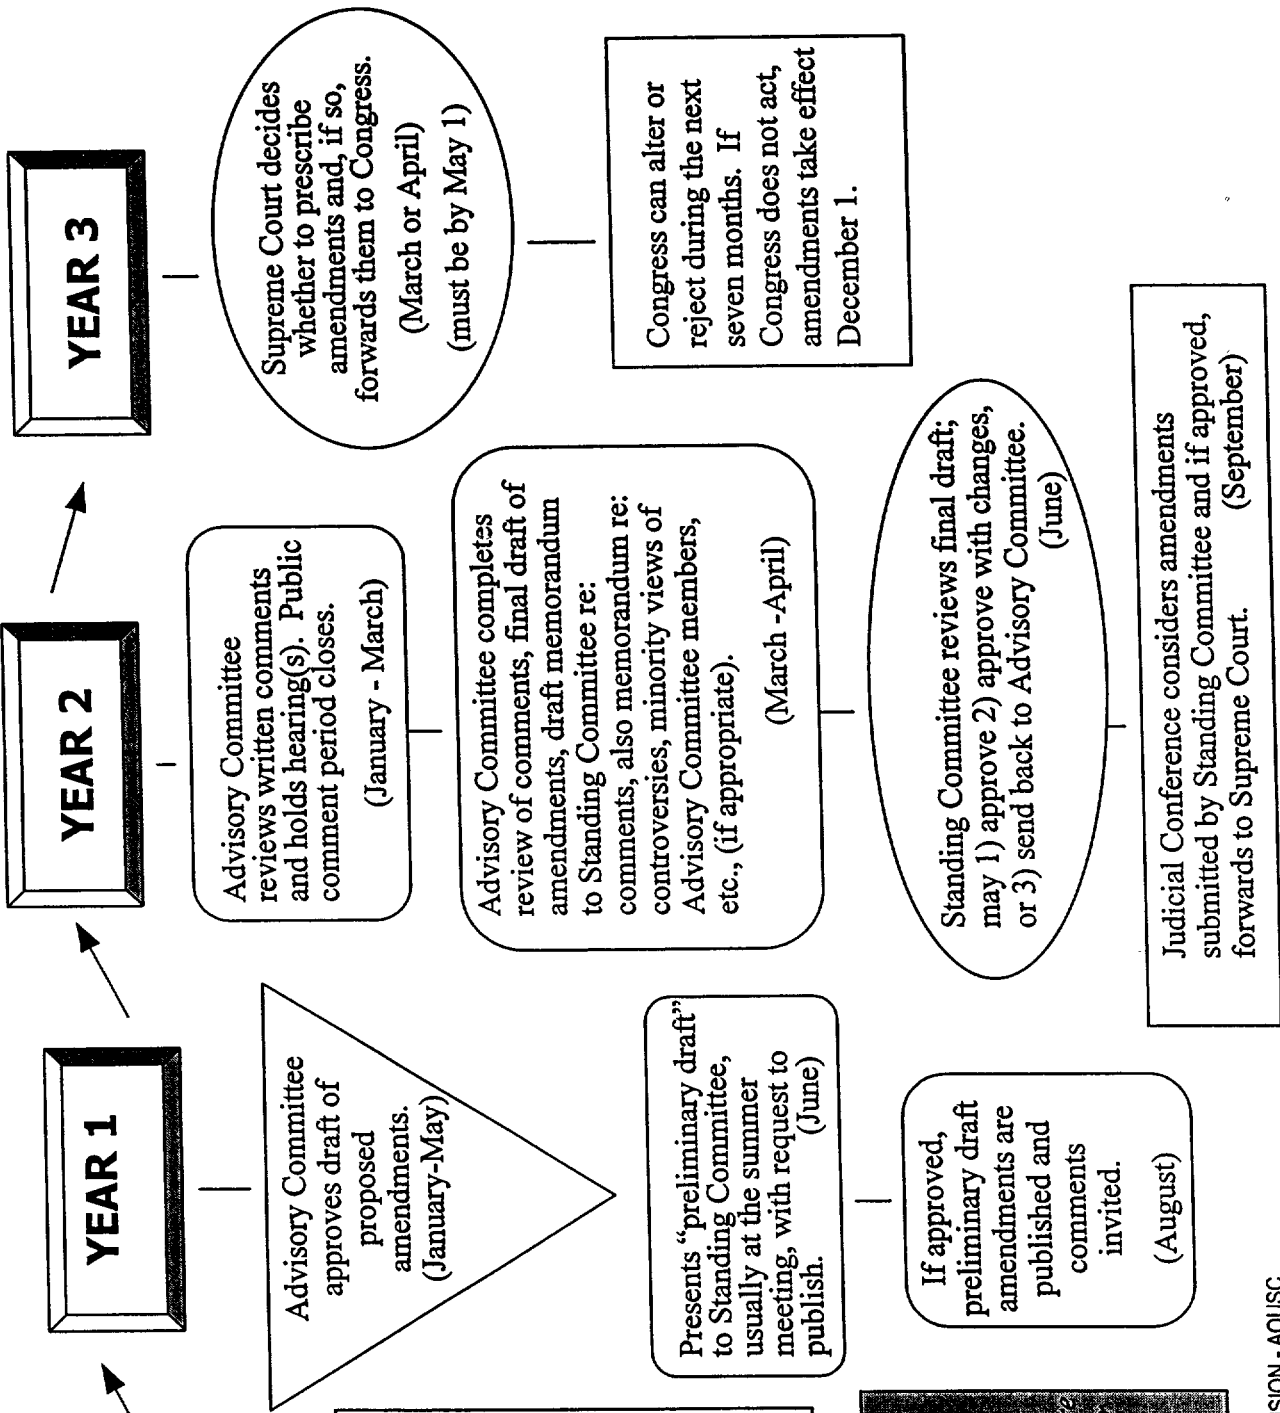 YEAR 1
Advisory Committee
approves draft of
proposed
amendments.
(January-May)
Presents “preliminary draft”
to Standing Committee,
usually at the summer
meeting, with request to
publish. (June)
If approved,
preliminary draft
amendments are
published and
comments
invited.
(August)
YEAR 2
Advisory Committee
reviews written comments
and holds hearing(s). Public
comment period closes.
(January - March)
Advisory Committee completes
review of comments, final draft of
amendments, draft memorandum
to Standing Committee re:
comments, also memorandum re:
controversies, minority views of
Advisory Committee members,
etc., (if appropriate).
(March -April)
Standing Committee reviews final draft;
may 1) approve 2) approve with changes,
or 3) send back to Advisory Committee.
(June)
Judicial Conference considers amendments
submitted by Standing Committee and if approved,
forwards to Supreme Court. (September)
YEAR 3
Supreme Court decides
whether to prescribe
amendments and, if so,
forwards them to Congress.
(March or April)
(must be by May 1)
Congress can alter or
reject during the next
seven months. If
Congress does not act,
amendments take effect
December 1.
SION - AOUSC